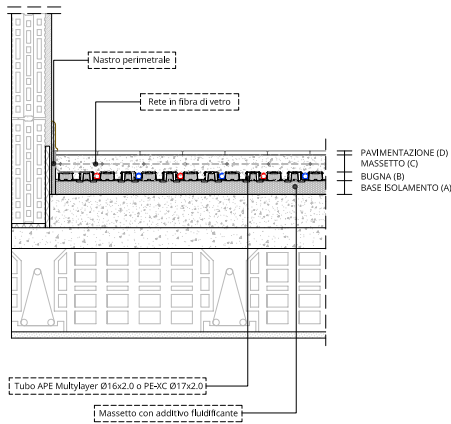 Nastro perimetrale
Rete in fibra di vetro
PAVIMENTAZIONE (D)
MASSETTO (C)
BUGNA (B)
BASE ISOLAMENTO (A)
Tubo APE Multylayer Ø16x2.0 o PE-XC Ø17x2.0
Massetto con additivo fluidificante